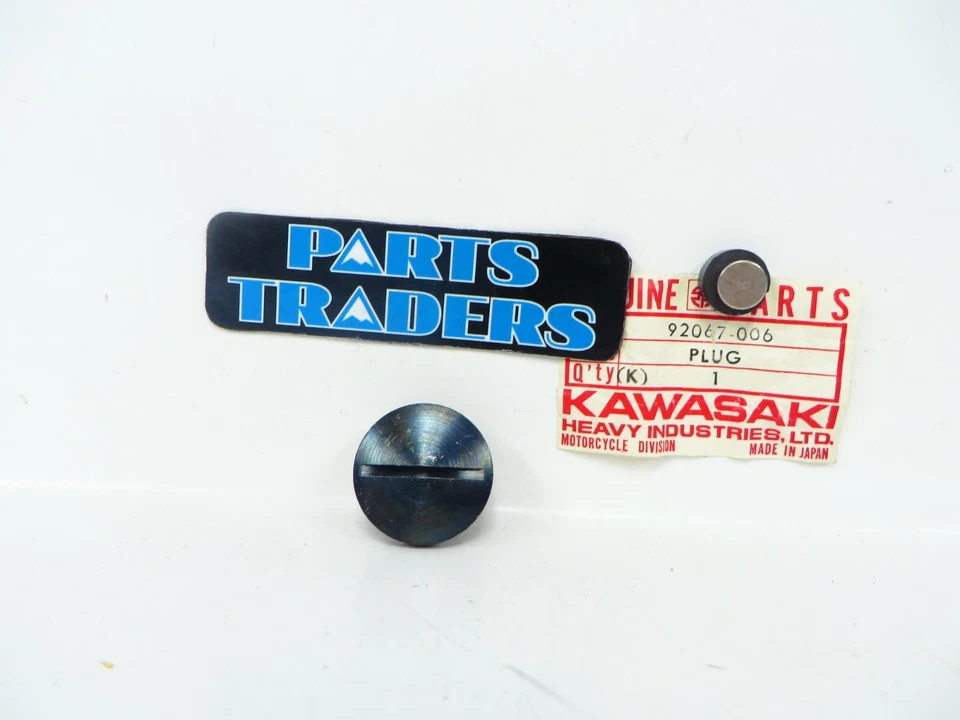 PARTS
TRADERS
UINE PARTS
92067-006
PLUG
Q'ty(K) 1
KAWASAKI
HEAVY INDUSTRIES, LTD.
MOTORCYCLE DIVISION MADE IN JAPAN